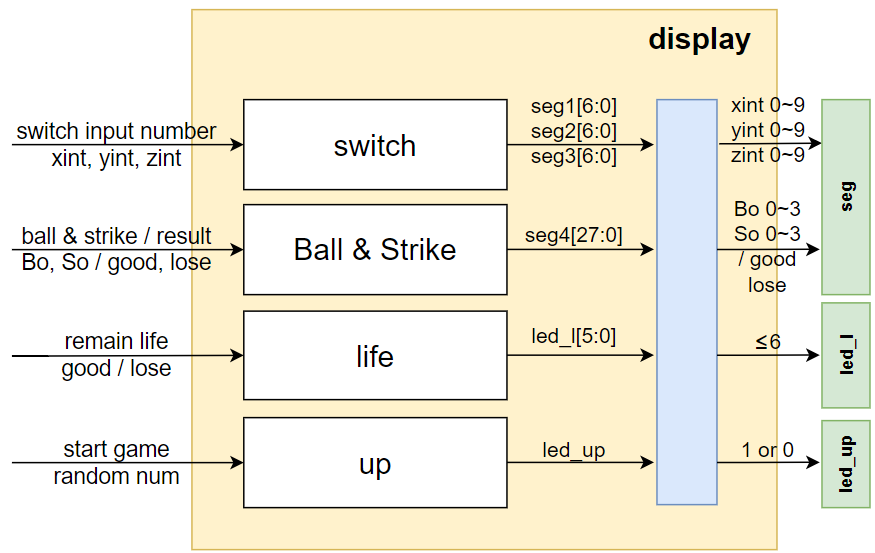 display
switch input number
xint, yint, zint
switch
seg1[6:0]
seg2[6:0]
seg3[6:0]
xint 0~9
yint 0~9
zint 0~9
seg
ball & strike / result
Bo, So / good, lose
Ball & Strike
seg4[27:0]
Bo 0~3
So 0~3
/ good
lose
remain life
good / lose
life
led_l[5:0]
≤6
led_l
start game
random num
up
led_up
1 or 0
led_up